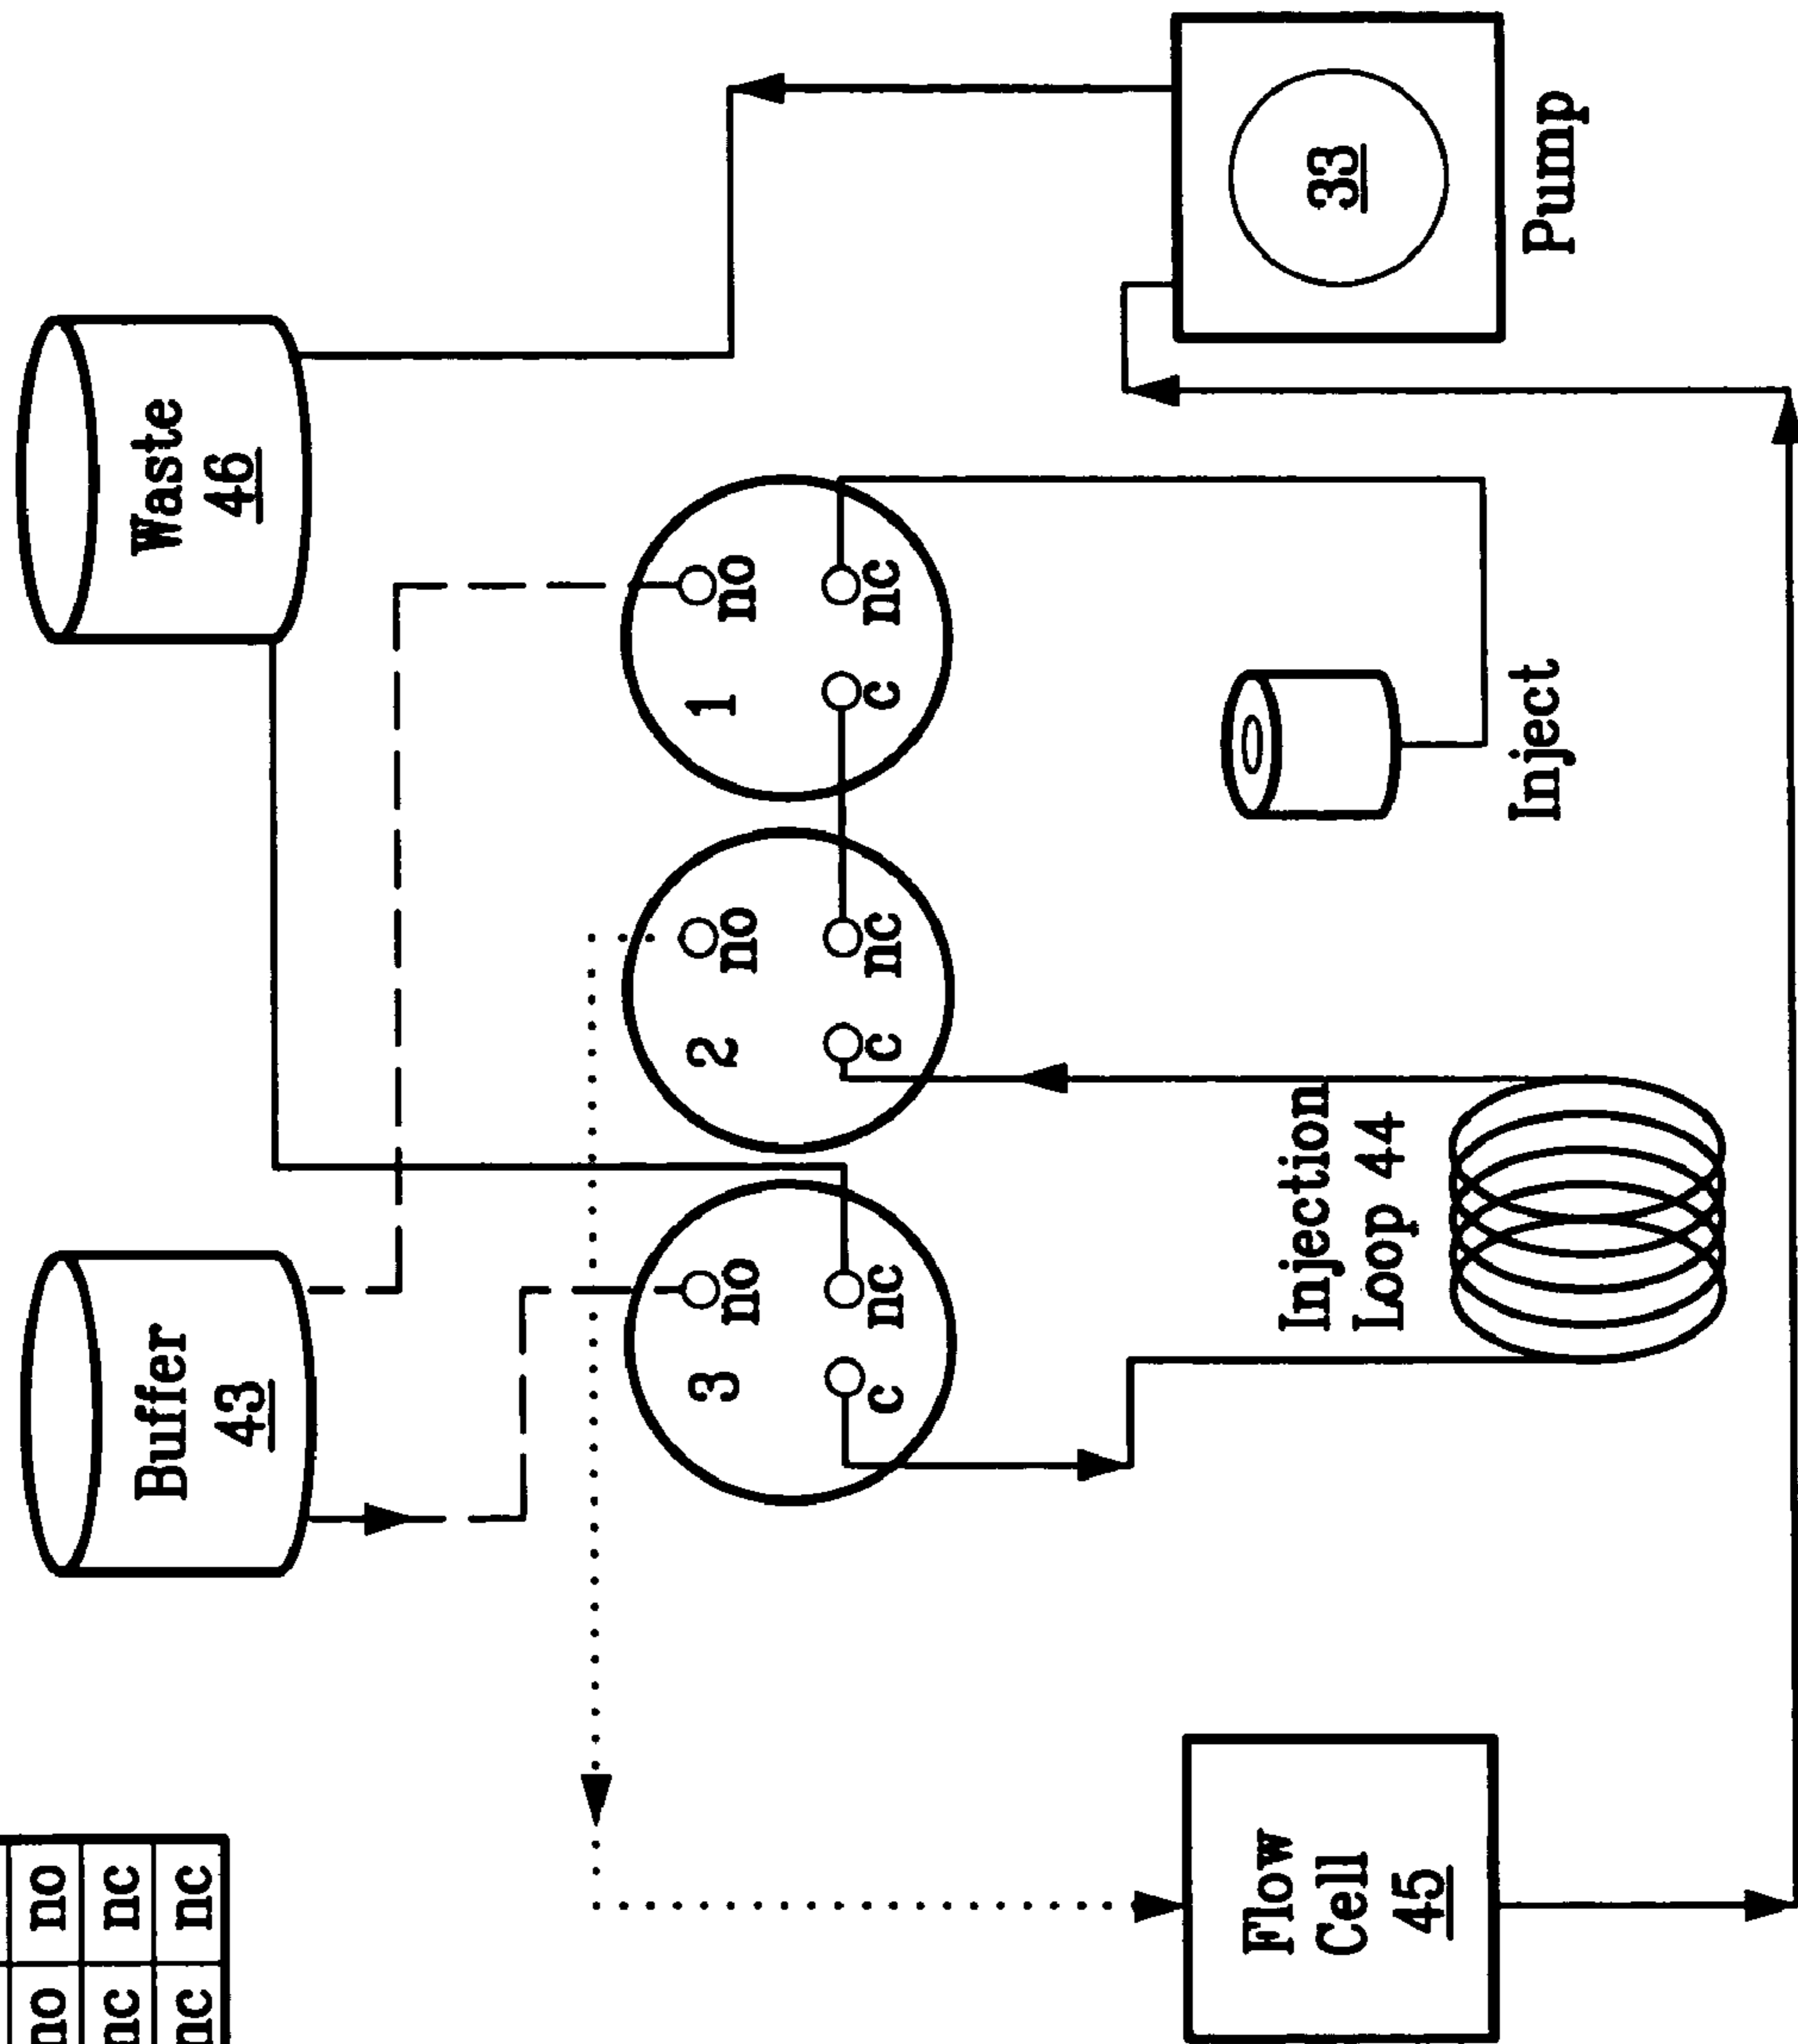 no no
nc nc
nc nc
Buffer
43
Waste
46
3
no
c
nc
2
no
c
nc
1
no
c
nc
Flow
Cell
45
Injection
Loop 44
Inject
33
Pump